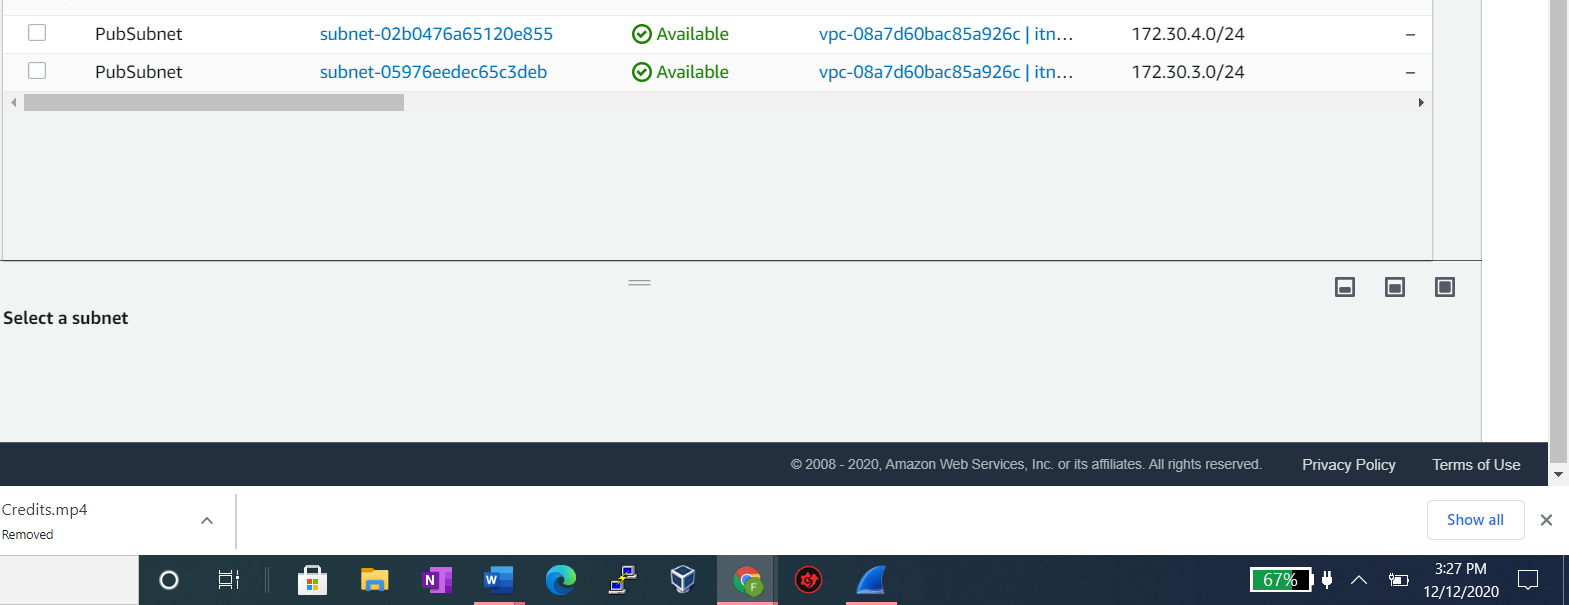 PubSubnet subnet-02b0476a65120e855 Available vpc-08a7d60bac85a926c | itn... 172.30.4.0/24 –
PubSubnet subnet-05976eedec65c3deb Available vpc-08a7d60bac85a926c | itn... 172.30.3.0/24 –
Select a subnet
© 2008 - 2020, Amazon Web Services, Inc. or its affiliates. All rights reserved. Privacy Policy Terms of Use
Credits.mp4
Removed
Show all
N
W
F
67%
3:27 PM
12/12/2020